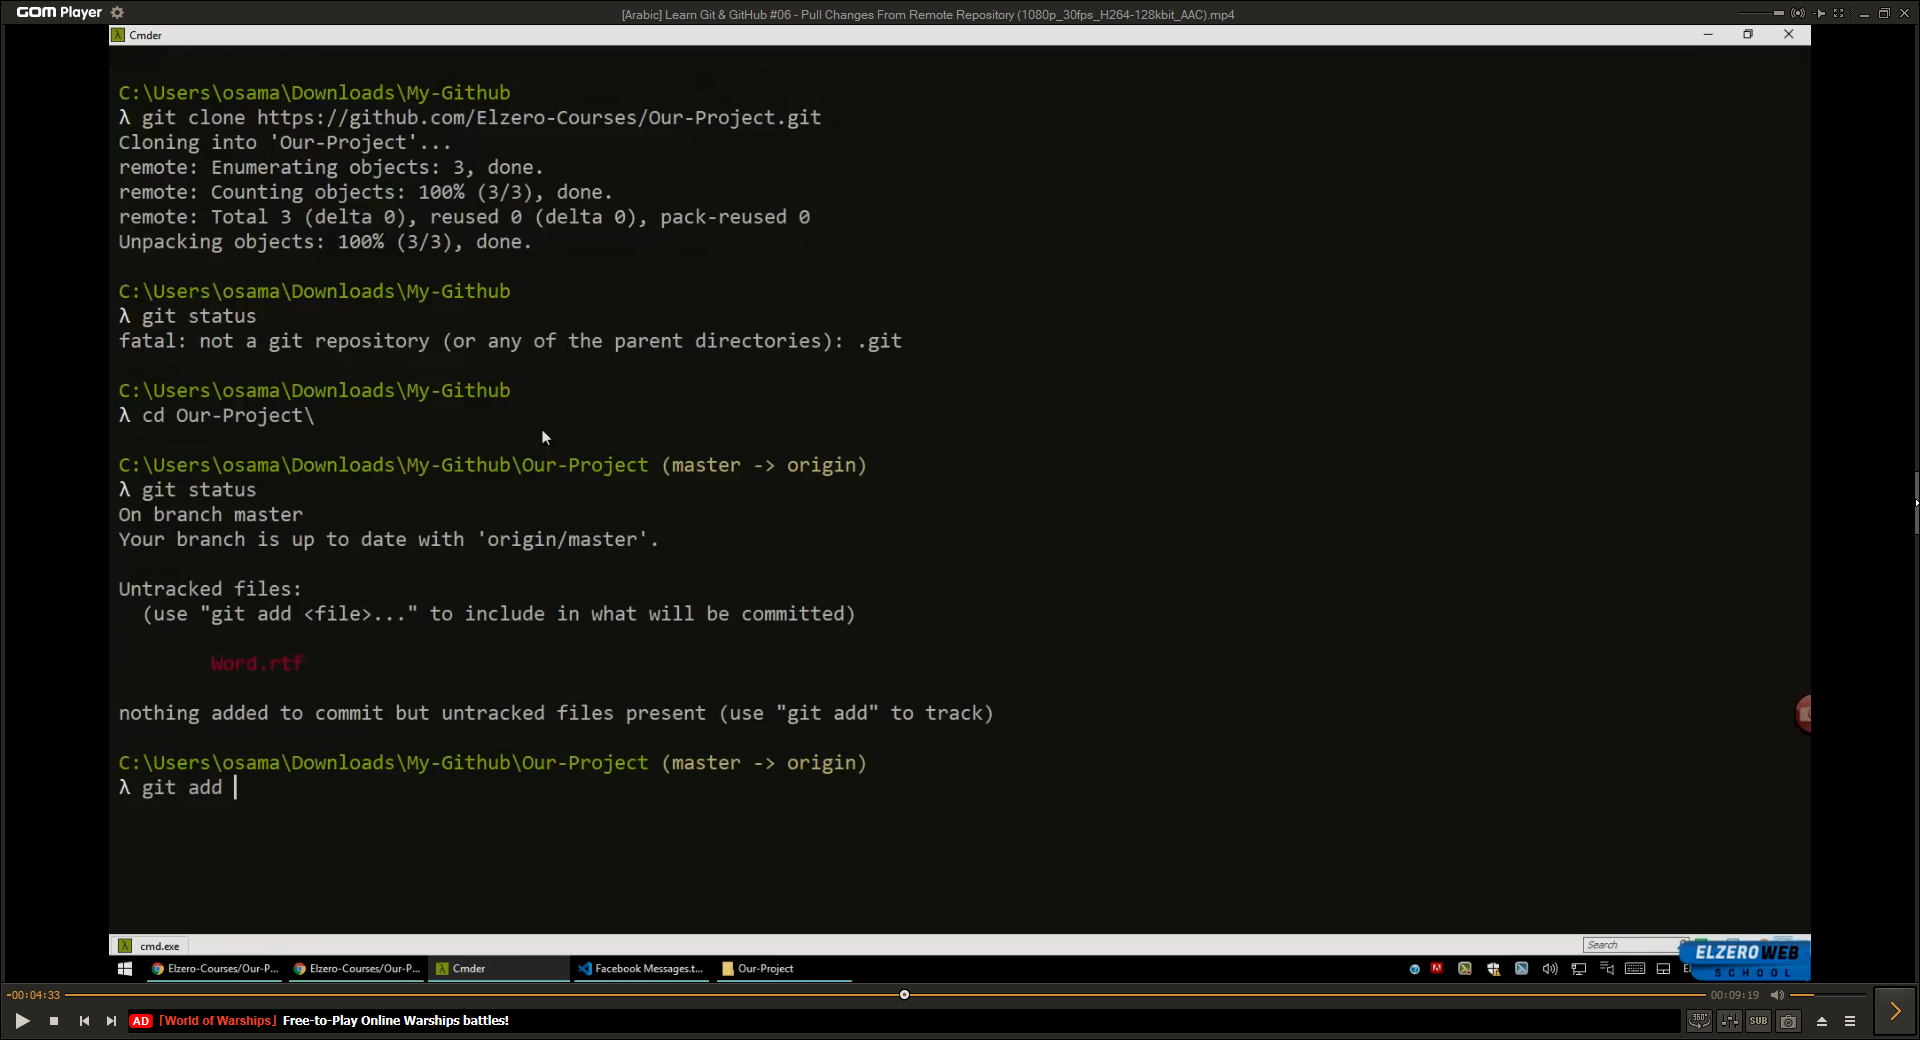 GOM Player
[Arabic] Learn Git & GitHub #06 - Pull Changes From Remote Repository (1080p_30fps_H264-128kbit_AAC).mp4
Cmder
C:\Users\osama\Downloads\My-Github
λ git clone https://github.com/Elzero-Courses/Our-Project.git
Cloning into 'Our-Project'...
remote: Enumerating objects: 3, done.
remote: Counting objects: 100% (3/3), done.
remote: Total 3 (delta 0), reused 0 (delta 0), pack-reused 0
Unpacking objects: 100% (3/3), done.
C:\Users\osama\Downloads\My-Github
λ git status
fatal: not a git repository (or any of the parent directories): .git
C:\Users\osama\Downloads\My-Github
λ cd Our-Project\
C:\Users\osama\Downloads\My-Github\Our-Project (master -> origin)
λ git status
On branch master
Your branch is up to date with 'origin/master'.
Untracked files:
(use "git add <file>..." to include in what will be committed)
Word.rtf
nothing added to commit but untracked files present (use "git add" to track)
C:\Users\osama\Downloads\My-Github\Our-Project (master -> origin)
λ git add
cmd.exe
Search
Elzero-Courses/Our-P...
Elzero-Courses/Our-P...
Cmder
Facebook Messages.t...
Our-Project
ELZEROWEB
SCHOOL
-00:04:33
00:09:19
AD [World of Warships] Free-to-Play Online Warships battles!
360°
SUB